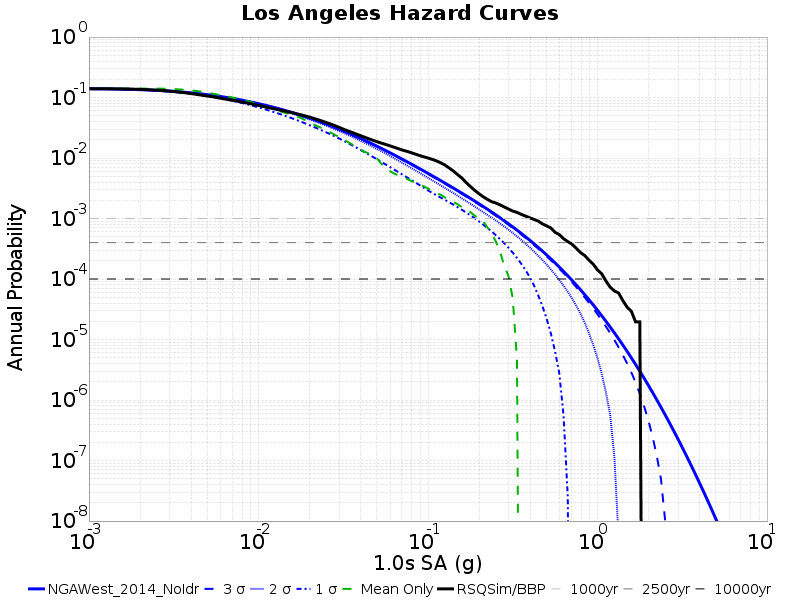 Los Angeles Hazard Curves
Annual Probability
10^0
10^-1
10^-2
10^-3
10^-4
10^-5
10^-6
10^-7
10^-8
10^-3 10^-2 10^-1 10^0 10^1
1.0s SA (g)
NGAWest_2014_NoIdr 3 σ 2 σ 1 σ Mean Only RSQSim/BBP 1000yr 2500yr 10000yr